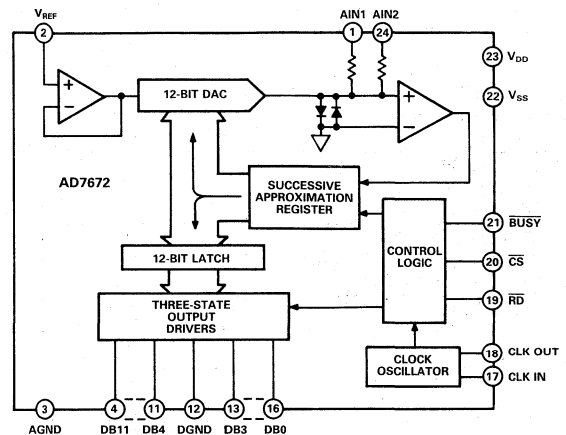 VREF
AIN1 AIN2
2
1
24
23 VDD
22 VSS
+
−
12-BIT DAC
+
−
AD7672
SUCCESSIVE
APPROXIMATION
REGISTER
12-BIT LATCH
CONTROL
LOGIC
21 BUSY
20 CS
19 RD
THREE-STATE
OUTPUT
DRIVERS
CLOCK
OSCILLATOR
18 CLK OUT
17 CLK IN
3
4
11
12
13
16
AGND
DB11
DB4
DGND
DB3
DB0